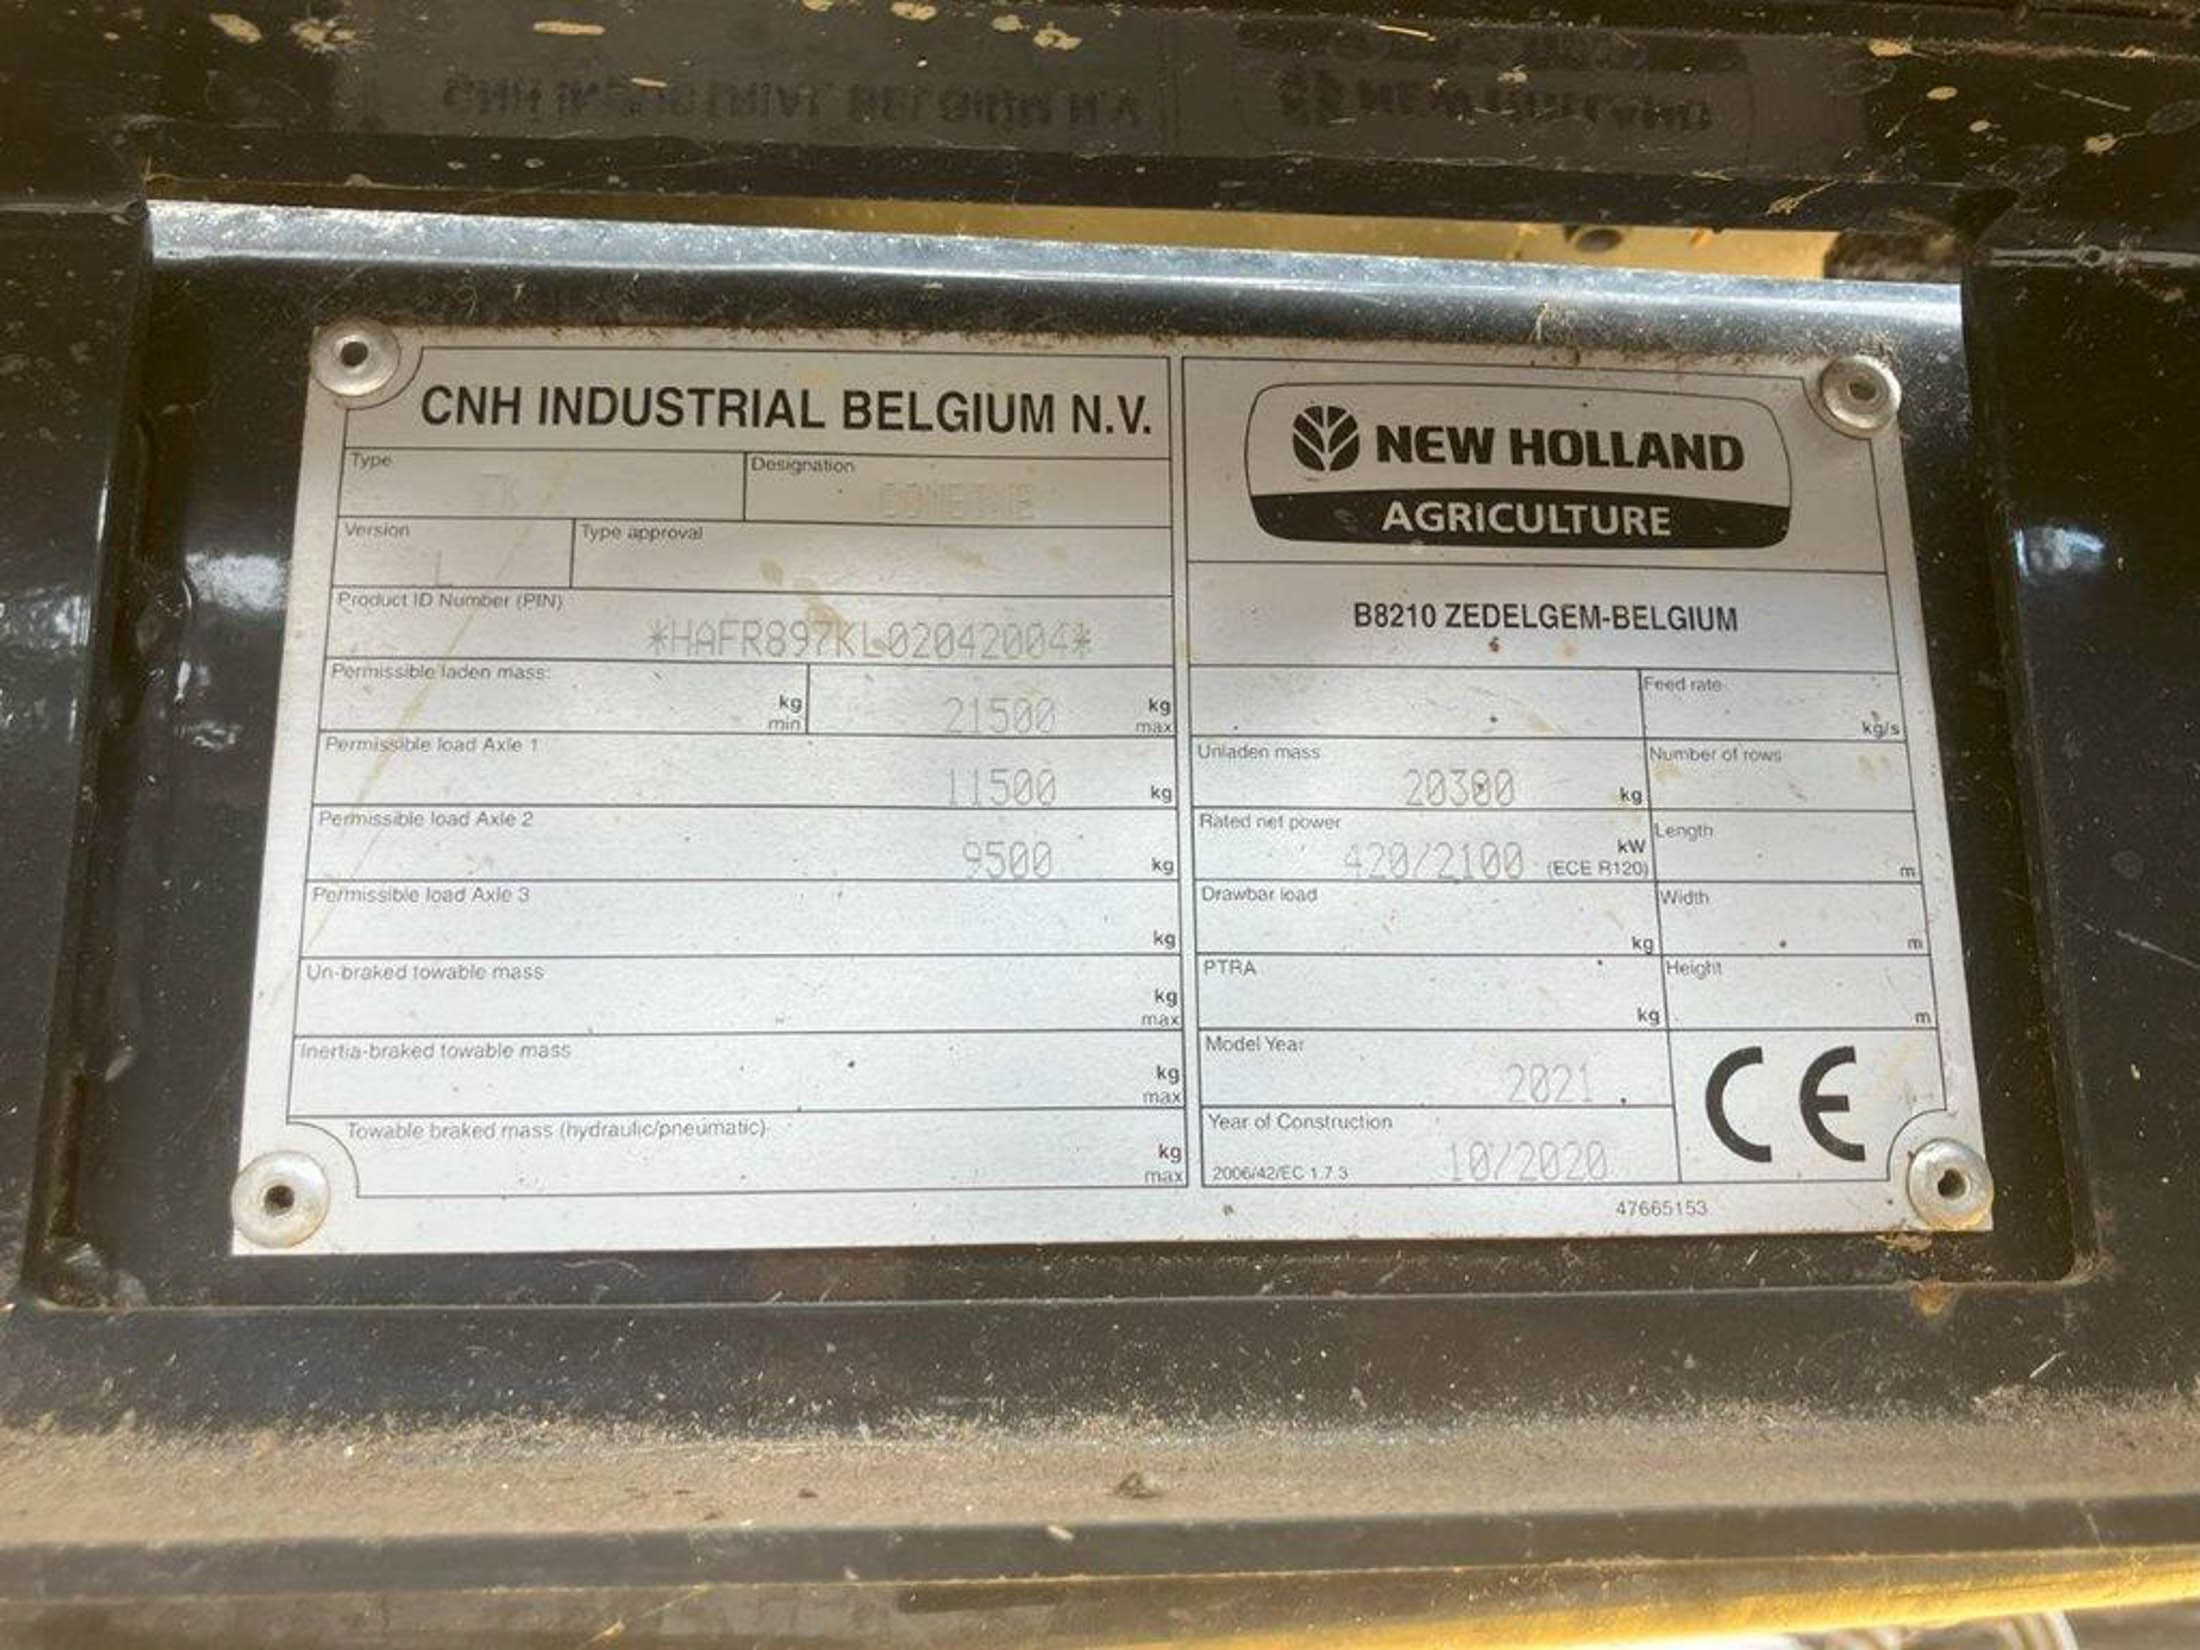 CNH INDUSTRIAL BELGIUM N.V.
Type
Designation
Version L
Type approval
Product ID Number (PIN)
*HAFR897KL02042004*
Permissible laden mass:
kg min
21500 kg max
Permissible load Axle 1
11500 kg
Permissible load Axle 2
9500 kg
Permissible load Axle 3
kg
Un-braked towable mass
kg max
Inertia-braked towable mass
kg max
Towable braked mass (hydraulic/pneumatic)
kg max
NEW HOLLAND
AGRICULTURE
B8210 ZEDELGEM-BELGIUM
Feed rate
kg/s
Unladen mass
20300 kg
Number of rows
Rated net power
420/2100 kW (ECE R120)
Length
m
Drawbar load
kg
Width
m
PTRA
kg
Height
m
Model Year
2021
Year of Construction
2006/42/EC 1.7.3 10/2020
CE
47665153